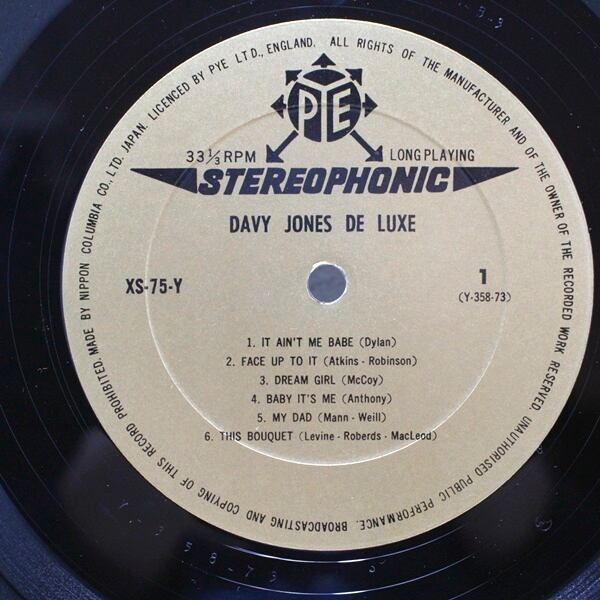 MADE BY NIPPON COLUMBIA CO., LTD. JAPAN. LICENCED BY PYE LTD., ENGLAND. ALL RIGHTS OF THE MANUFACTURER AND OF THE OWNER OF THE RECORDED WORK RESERVED. UNAUTHORISED PUBLIC PERFORMANCE. BROADCASTING AND COPYING OF THIS RECORD PROHIBITED.
PYE
33 1/3 RPM LONG PLAYING
STEREOPHONIC
DAVY JONES DE LUXE
XS-75-Y 1
(Y-358-73)
1. IT AIN'T ME BABE (Dylan)
2. FACE UP TO IT (Atkins - Robinson)
3. DREAM GIRL (McCoy)
4. BABY IT'S ME (Anthony)
5. MY DAD (Mann - Weill)
6. THIS BOUQUET (Levine - Roberds - MacLeod)